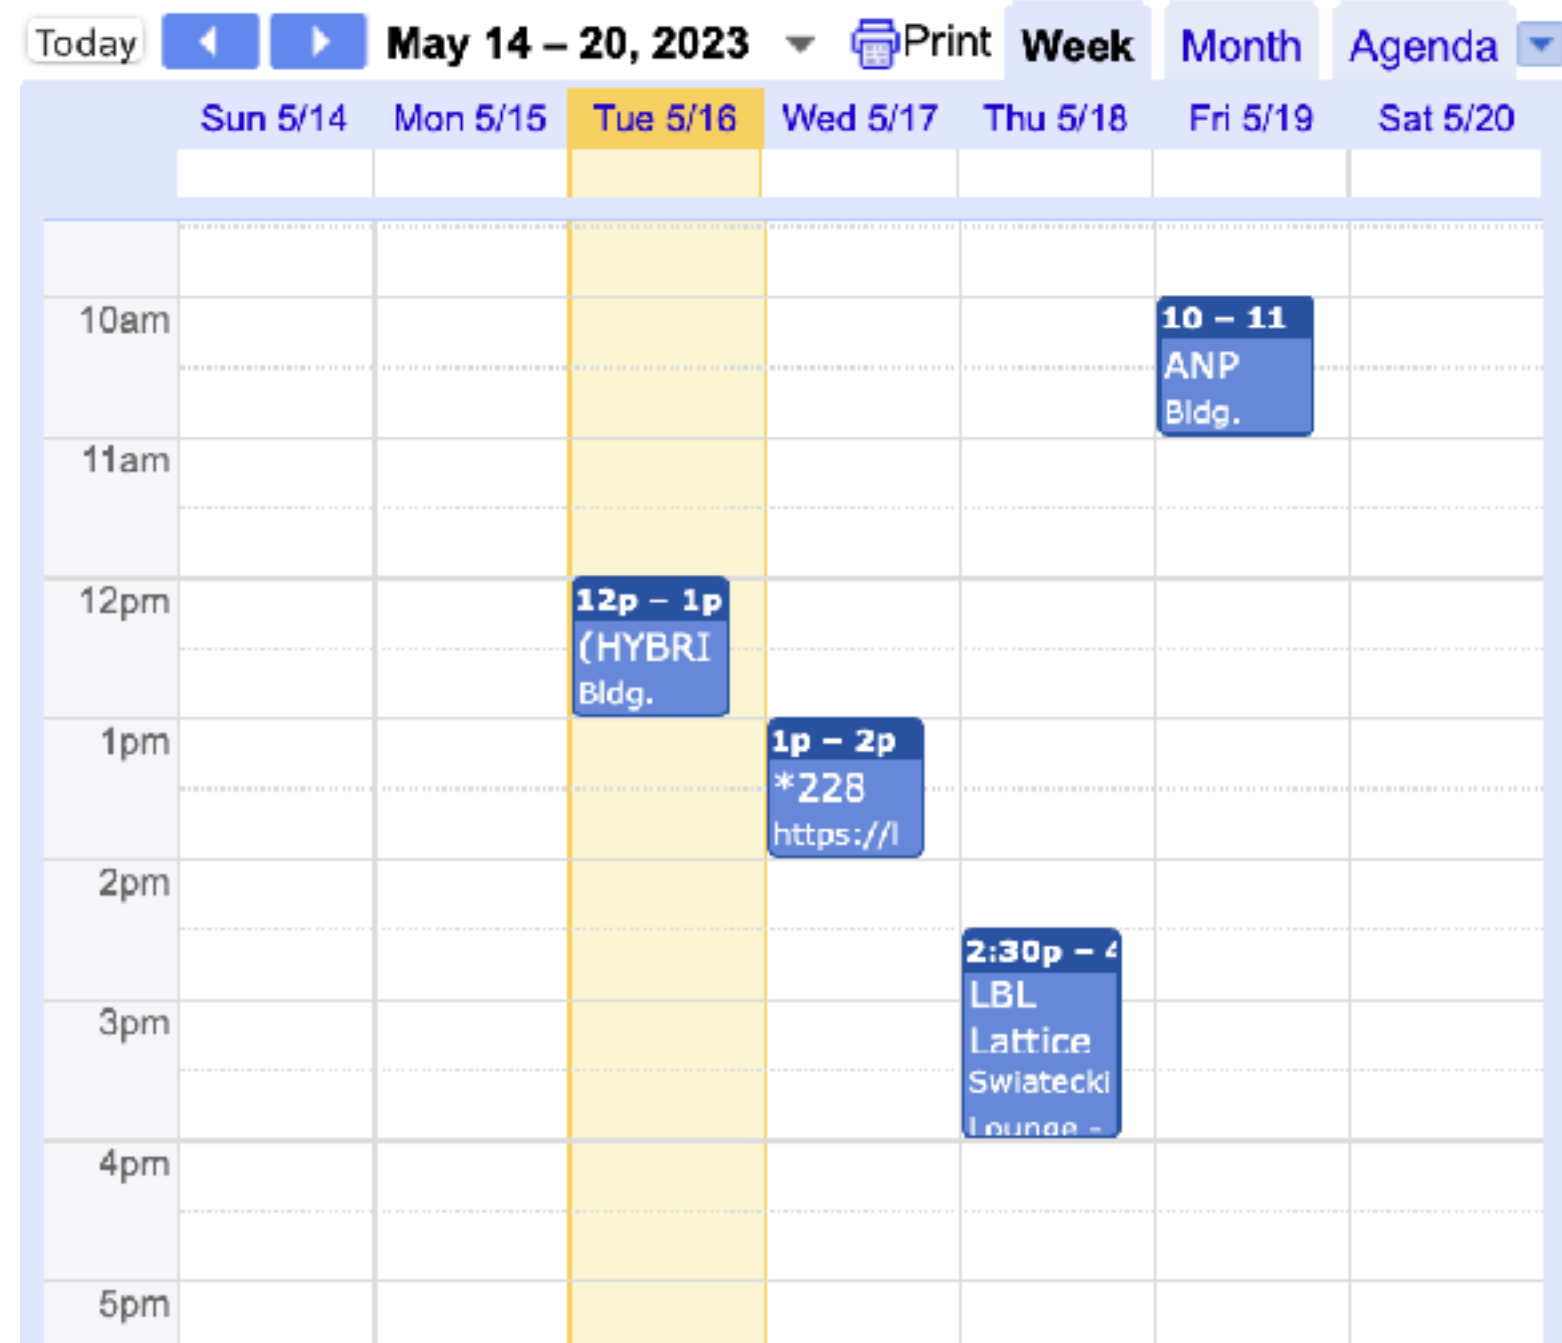 Today May 14 – 20, 2023 Print Week Month Agenda
Sun 5/14 Mon 5/15 Tue 5/16 Wed 5/17 Thu 5/18 Fri 5/19 Sat 5/20
10am
10 – 11
ANP
Bldg.
11am
12pm
12p – 1p
(HYBRI
Bldg.
1pm
1p – 2p
*228
https://l
2pm
2:30p – 4
LBL
Lattice
Swiatecki
Lounge -
3pm
4pm
5pm